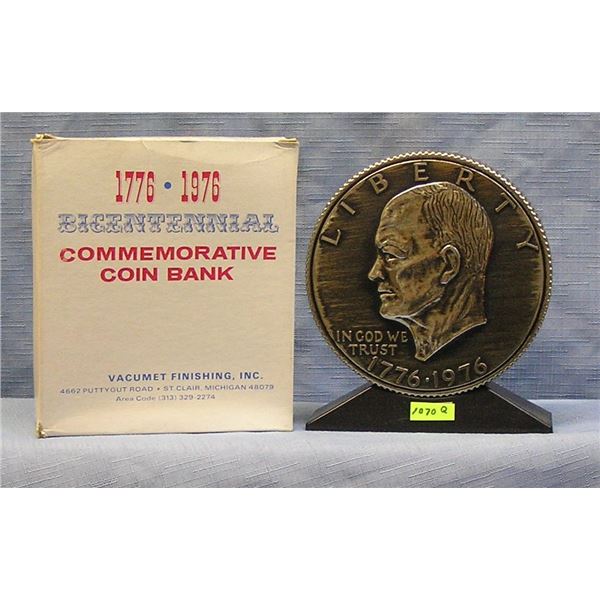 1776 • 1976
BICENTENNIAL
COMMEMORATIVE
COIN BANK
VACUMET FINISHING, INC.
4662 PUTTYGUT ROAD • ST. CLAIR, MICHIGAN 48079
Area Code (313) 329-2274
LIBERTY
IN GOD WE
TRUST
1776 • 1976
1070 Q